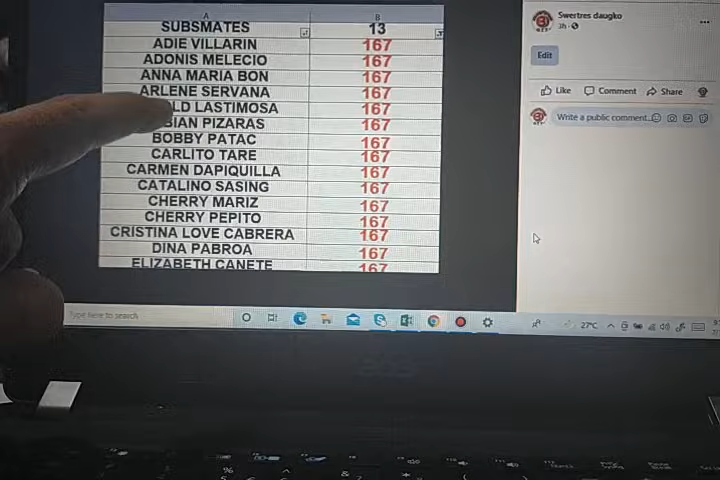 A B
SUBSMATES 13
ADIE VILLARIN 167
ADONIS MELECIO 167
ANNA MARIA BON 167
ARLENE SERVANA 167
LD LASTIMOSA 167
BIAN PIZARAS 167
BOBBY PATAC 167
CARLITO TARE 167
CARMEN DAPIQUILLA 167
CATALINO SASING 167
CHERRY MARIZ 167
CHERRY PEPITO 167
CRISTINA LOVE CABRERA 167
DINA PABROA 167
ELIZABETH CANETE 167
Swertres daugko
3h
Edit
Like Comment Share
Write a public comment...
Type here to search
27°C